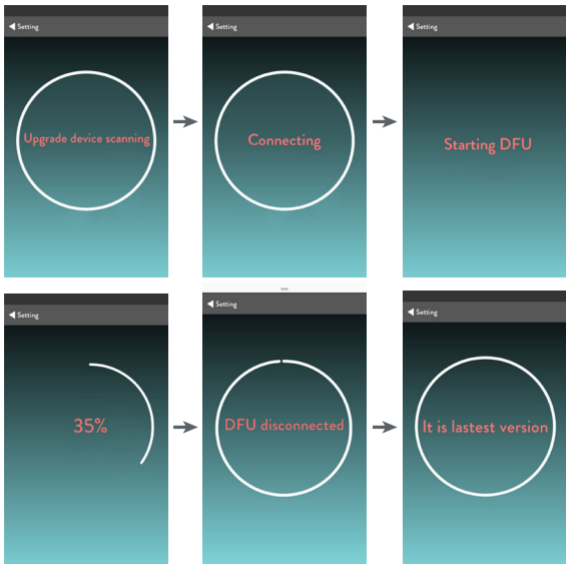 Setting
Upgrade device scanning
Setting
Connecting
Setting
Starting DFU
Setting
35%
Setting
DFU disconnected
Setting
It is lastest version